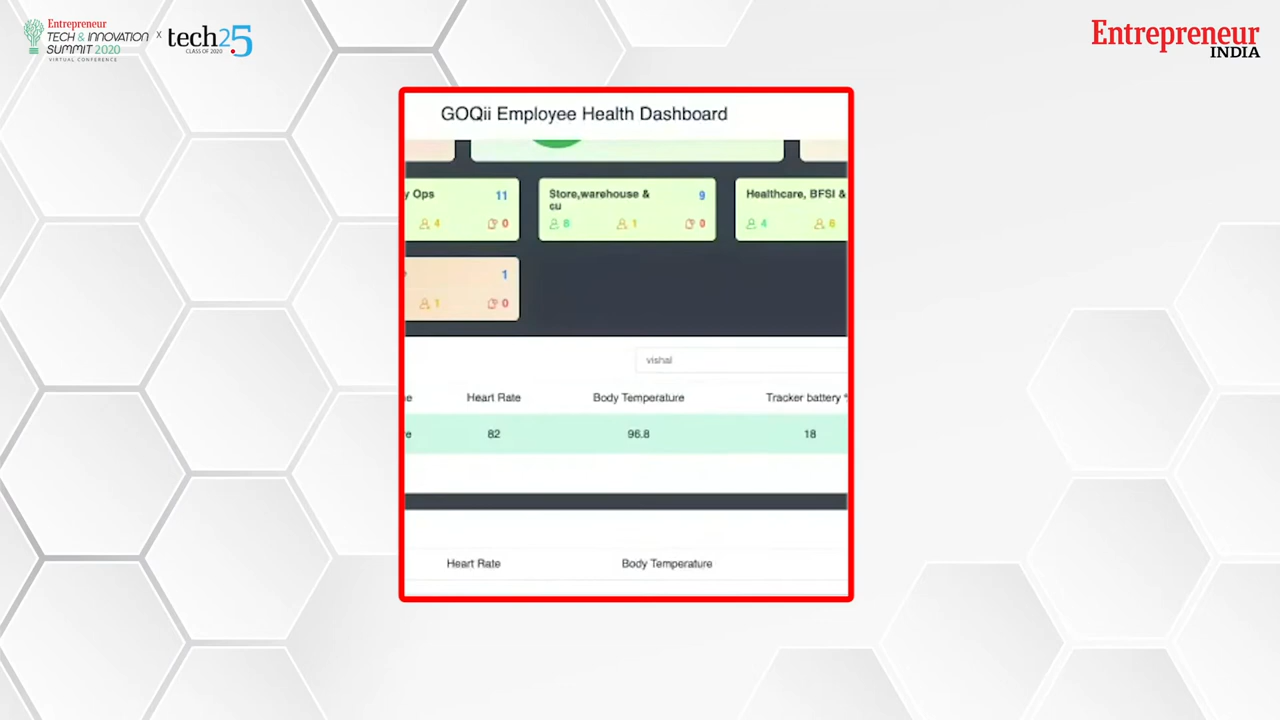 Entrepreneur
TECH & INNOVATION
SUMMIT 2020
VIRTUAL CONFERENCE
x
tech25
CLASS OF 2020
Entrepreneur
INDIA
GOQii Employee Health Dashboard
y Ops 11
4 0
Store,warehouse &
cu
9
8 1 0
Healthcare, BFSI &
4 6
1
1 0
vishal
e Heart Rate Body Temperature Tracker battery
e 82 96.8 18
Heart Rate Body Temperature